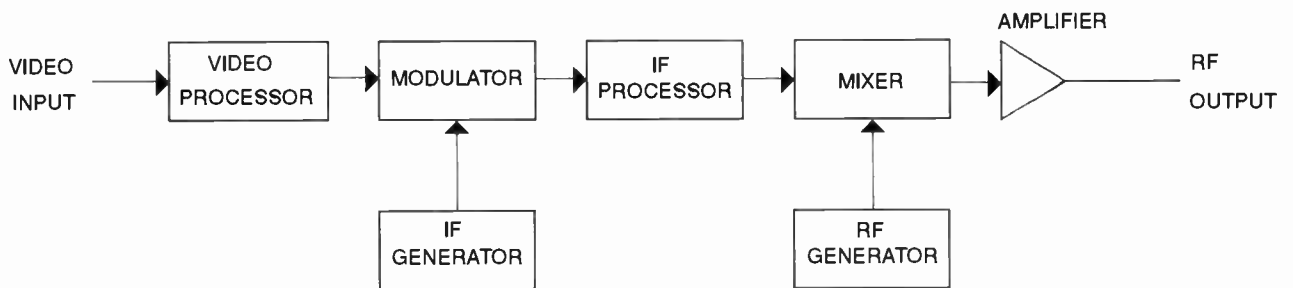 VIDEO
INPUT
VIDEO
PROCESSOR
MODULATOR
IF
PROCESSOR
MIXER
AMPLIFIER
RF
OUTPUT
IF
GENERATOR
RF
GENERATOR